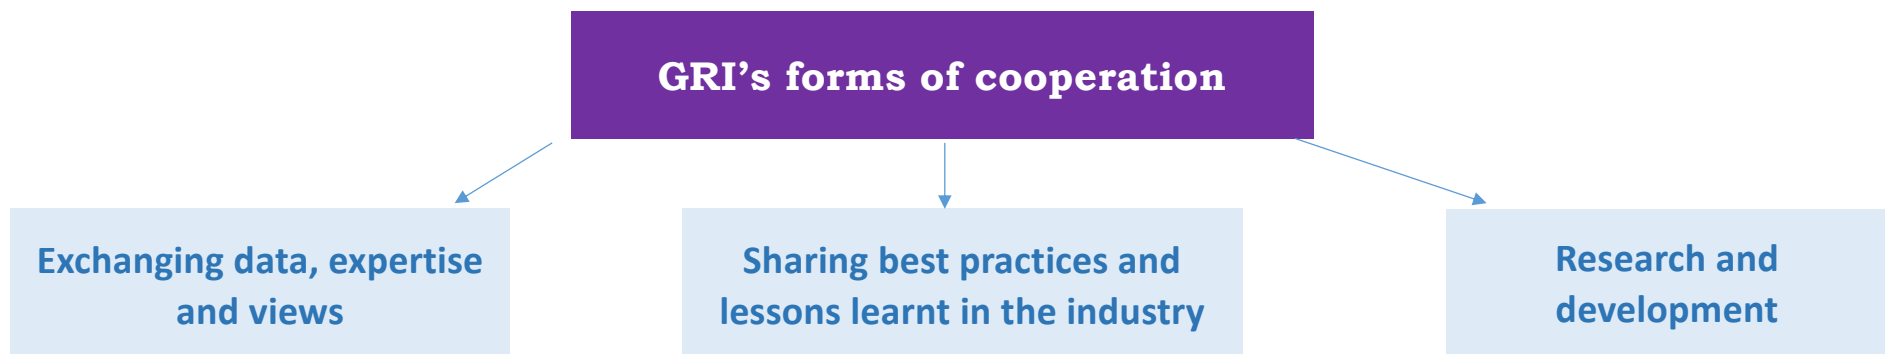 GRI’s forms of cooperation
Exchanging data, expertise
and views
Sharing best practices and
lessons learnt in the industry
Research and
development